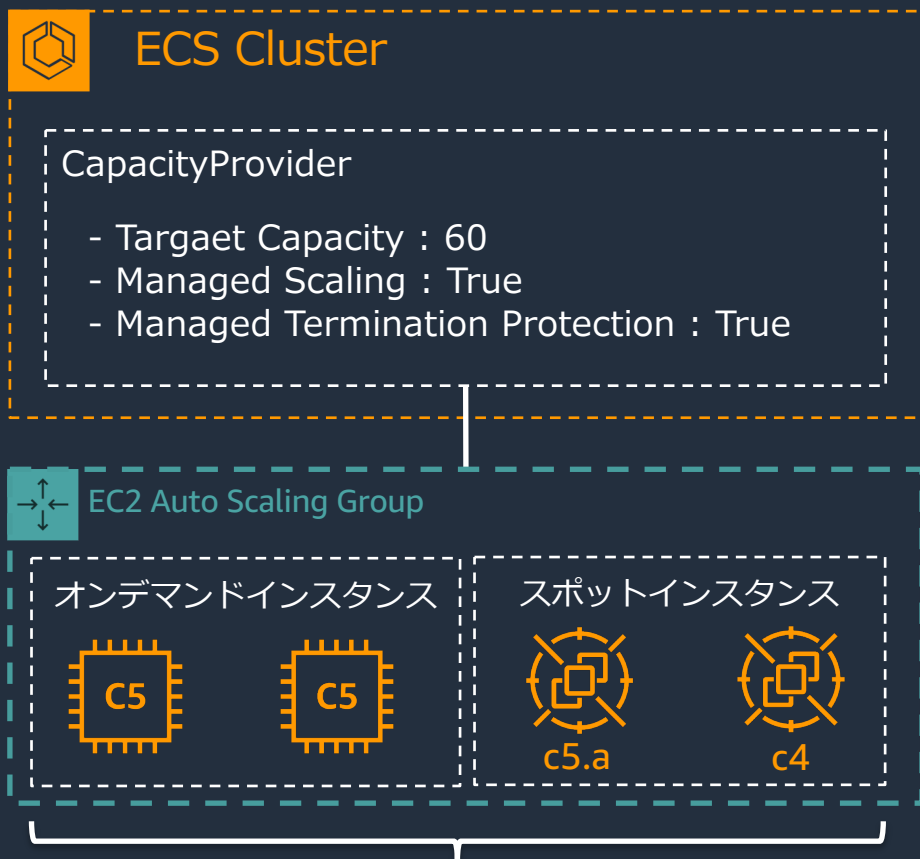 ECS Cluster
CapacityProvider
- Targaet Capacity : 60
- Managed Scaling : True
- Managed Termination Protection : True
EC2 Auto Scaling Group
オンデマンドインスタンス
スポットインスタンス
C5
C5
c5.a
c4